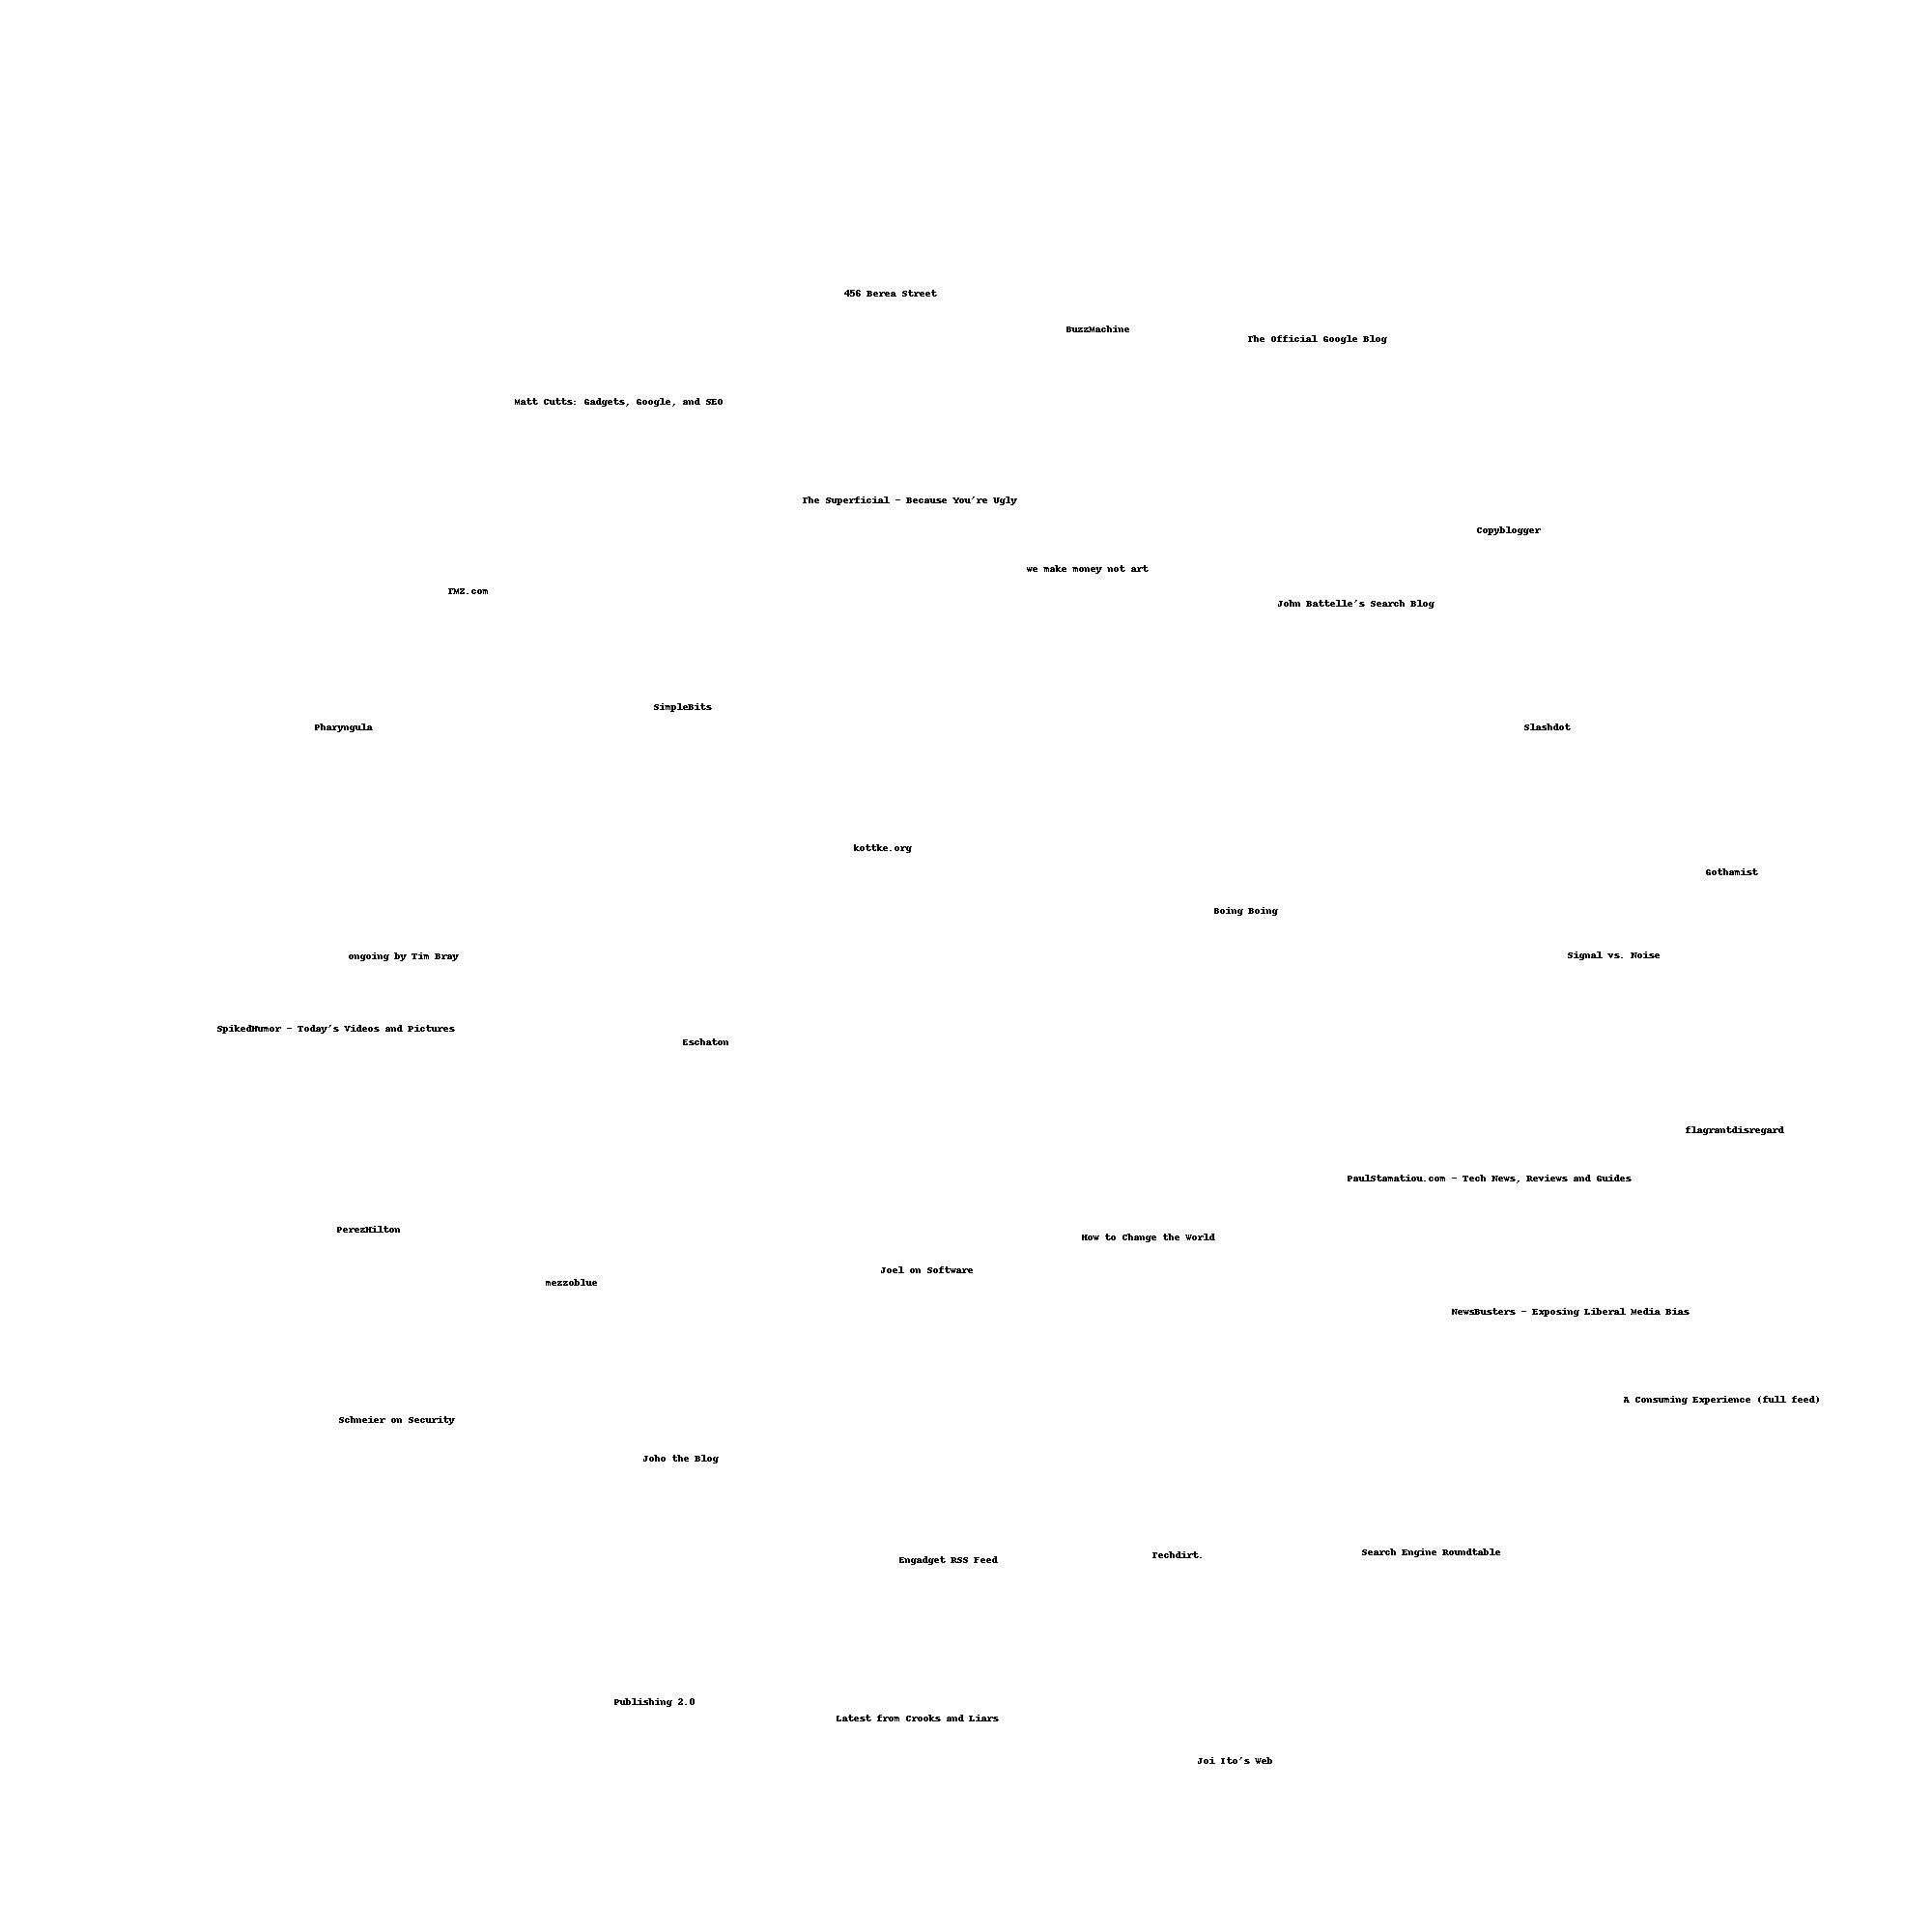 456 Berea Street
BuzzMachine
The Official Google Blog
Matt Cutts: Gadgets, Google, and SEO
The Superficial - Because You're Ugly
Copyblogger
we make money not art
TMZ.com
John Battelle's Search Blog
SimpleBits
Pharyngula
Slashdot
kottke.org
Gothamist
Boing Boing
ongoing by Tim Bray
Signal vs. Noise
SpikedHumor - Today's Videos and Pictures
Eschaton
flagrantdisregard
PaulStamatiou.com - Tech News, Reviews and Guides
PerezHilton
How to Change the World
Joel on Software
mezzoblue
NewsBusters - Exposing Liberal Media Bias
A Consuming Experience (full feed)
Schneier on Security
Joho the Blog
Search Engine Roundtable
Techdirt.
Engadget RSS Feed
Publishing 2.0
Latest from Crooks and Liars
Joi Ito's Web